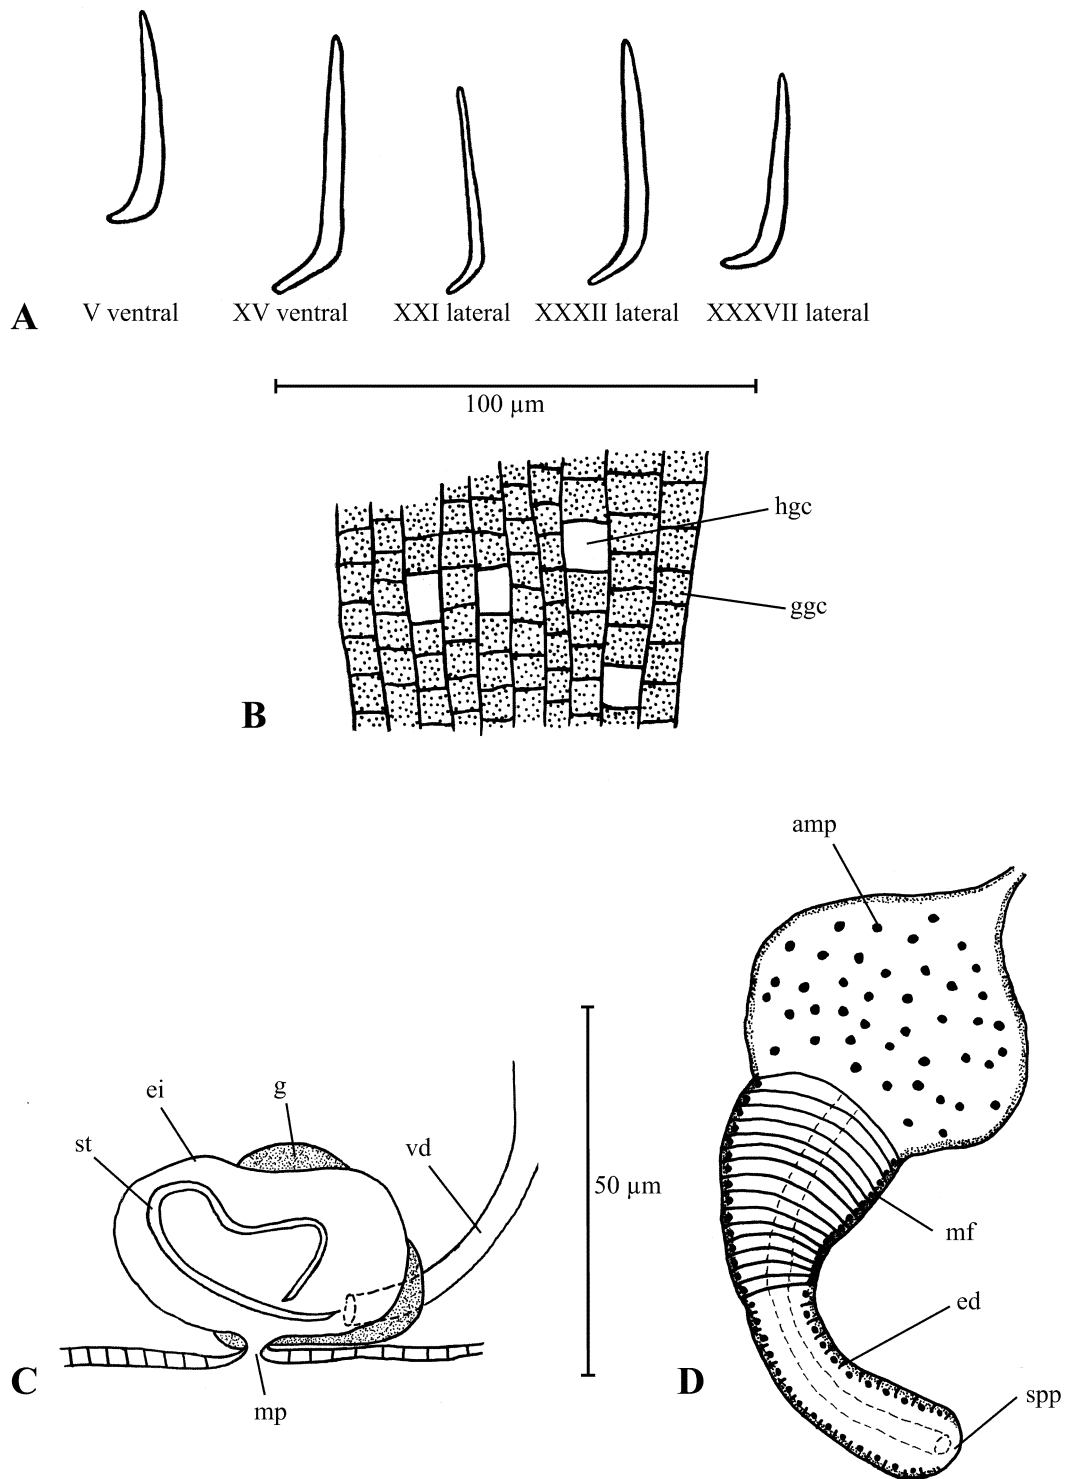 V ventral XV ventral XXI lateral XXXII lateral XXXVII lateral
A
100 µm
hgc
ggc
B
amp
ei g
st vd
50 µm
mf
ed
C D
spp
mp